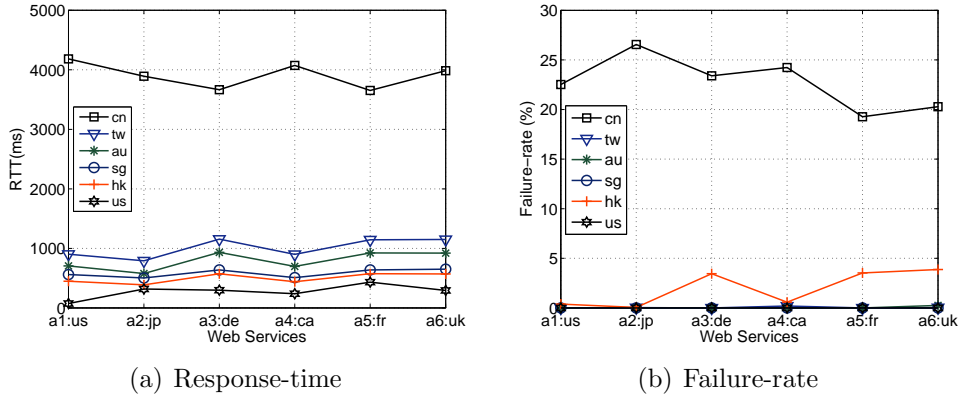 5000
4000
3000
2000
1000
0
RTT(ms)
cn
tw
au
sg
hk
us
a1:us a2:jp a3:de a4:ca a5:fr a6:uk
Web Services
(a) Response-time
30
25
20
15
10
5
0
Failure−rate (%)
cn
tw
au
sg
hk
us
a1:us a2:jp a3:de a4:ca a5:fr a6:uk
Web Services
(b) Failure-rate